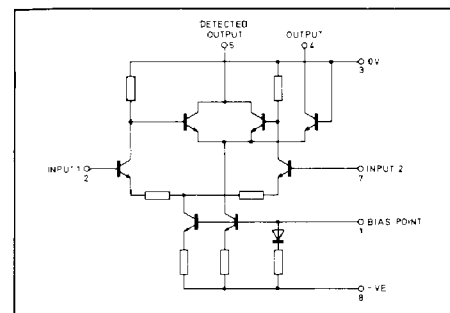 DETECTED
OUTPUT
5
OUTPUT
4
0V
3
INPUT 1
2
INPUT 2
7
BIAS POINT
1
-VE
8